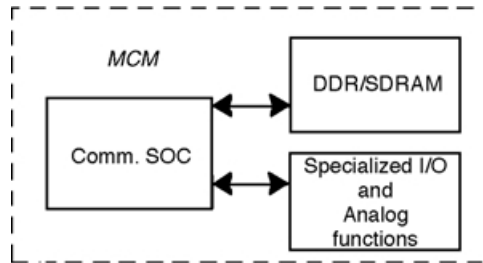 MCM
DDR/SDRAM
Comm. SOC
Specialized I/O
and
Analog
functions